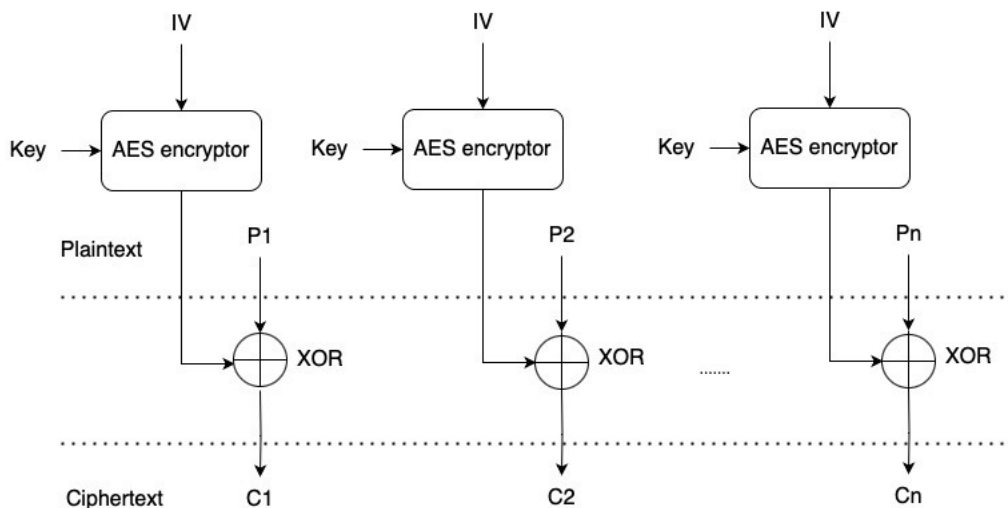 IV IV IV
Key AES encryptor Key AES encryptor Key AES encryptor
Plaintext P1 P2 Pn
XOR XOR ........ XOR
Ciphertext C1 C2 Cn